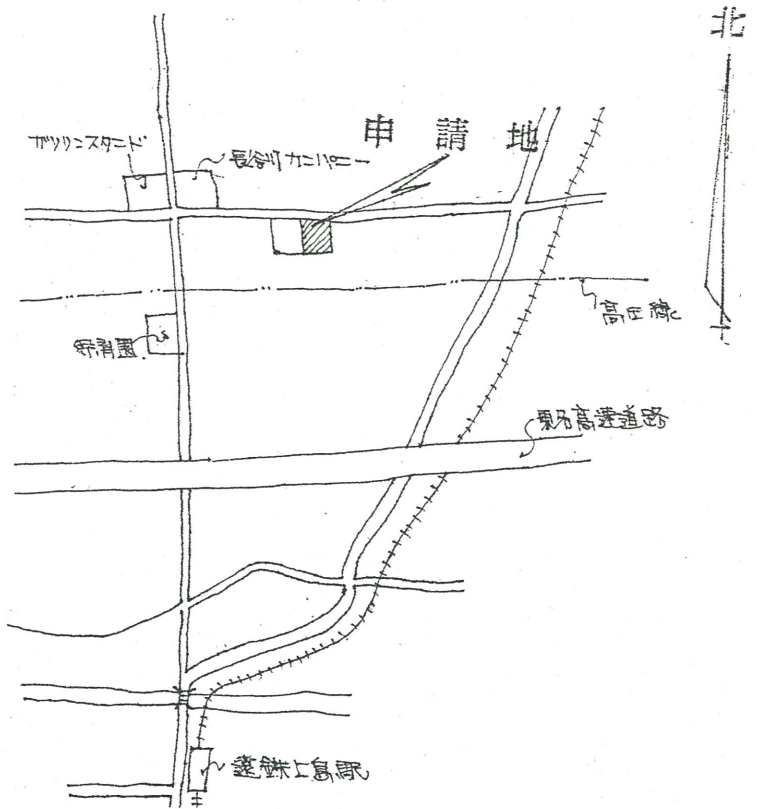 北
申請地
ガソリンスタンド
長谷川カンパニー
高圧線
東名高速道路
遠鉄上島駅